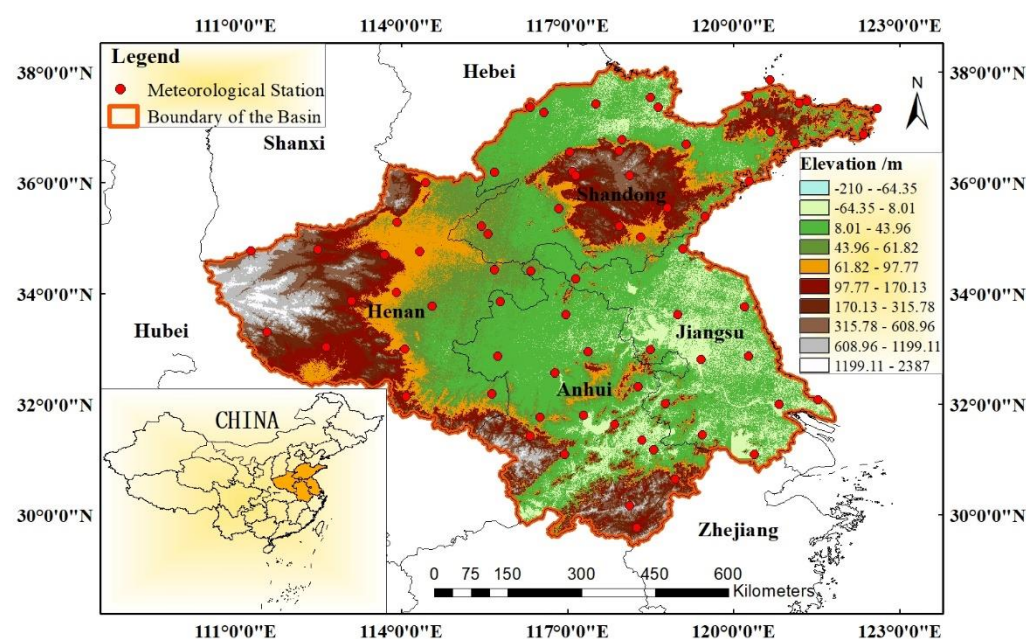 111°0'0"E 114°0'0"E 117°0'0"E 120°0'0"E 123°0'0"E
38°0'0"N
36°0'0"N
34°0'0"N
32°0'0"N
30°0'0"N
Legend
Meteorological Station
Boundary of the Basin
Hebei
Shanxi
Shandong
Henan
Hubei
Jiangsu
Anhui
Zhejiang
N
38°0'0"N
36°0'0"N
34°0'0"N
32°0'0"N
30°0'0"N
Elevation /m
-210 - -64.35
-64.35 - 8.01
8.01 - 43.96
43.96 - 61.82
61.82 - 97.77
97.77 - 170.13
170.13 - 315.78
315.78 - 608.96
608.96 - 1199.11
1199.11 - 2387
CHINA
0 75 150 300 450 600
Kilometers
111°0'0"E 114°0'0"E 117°0'0"E 120°0'0"E 123°0'0"E